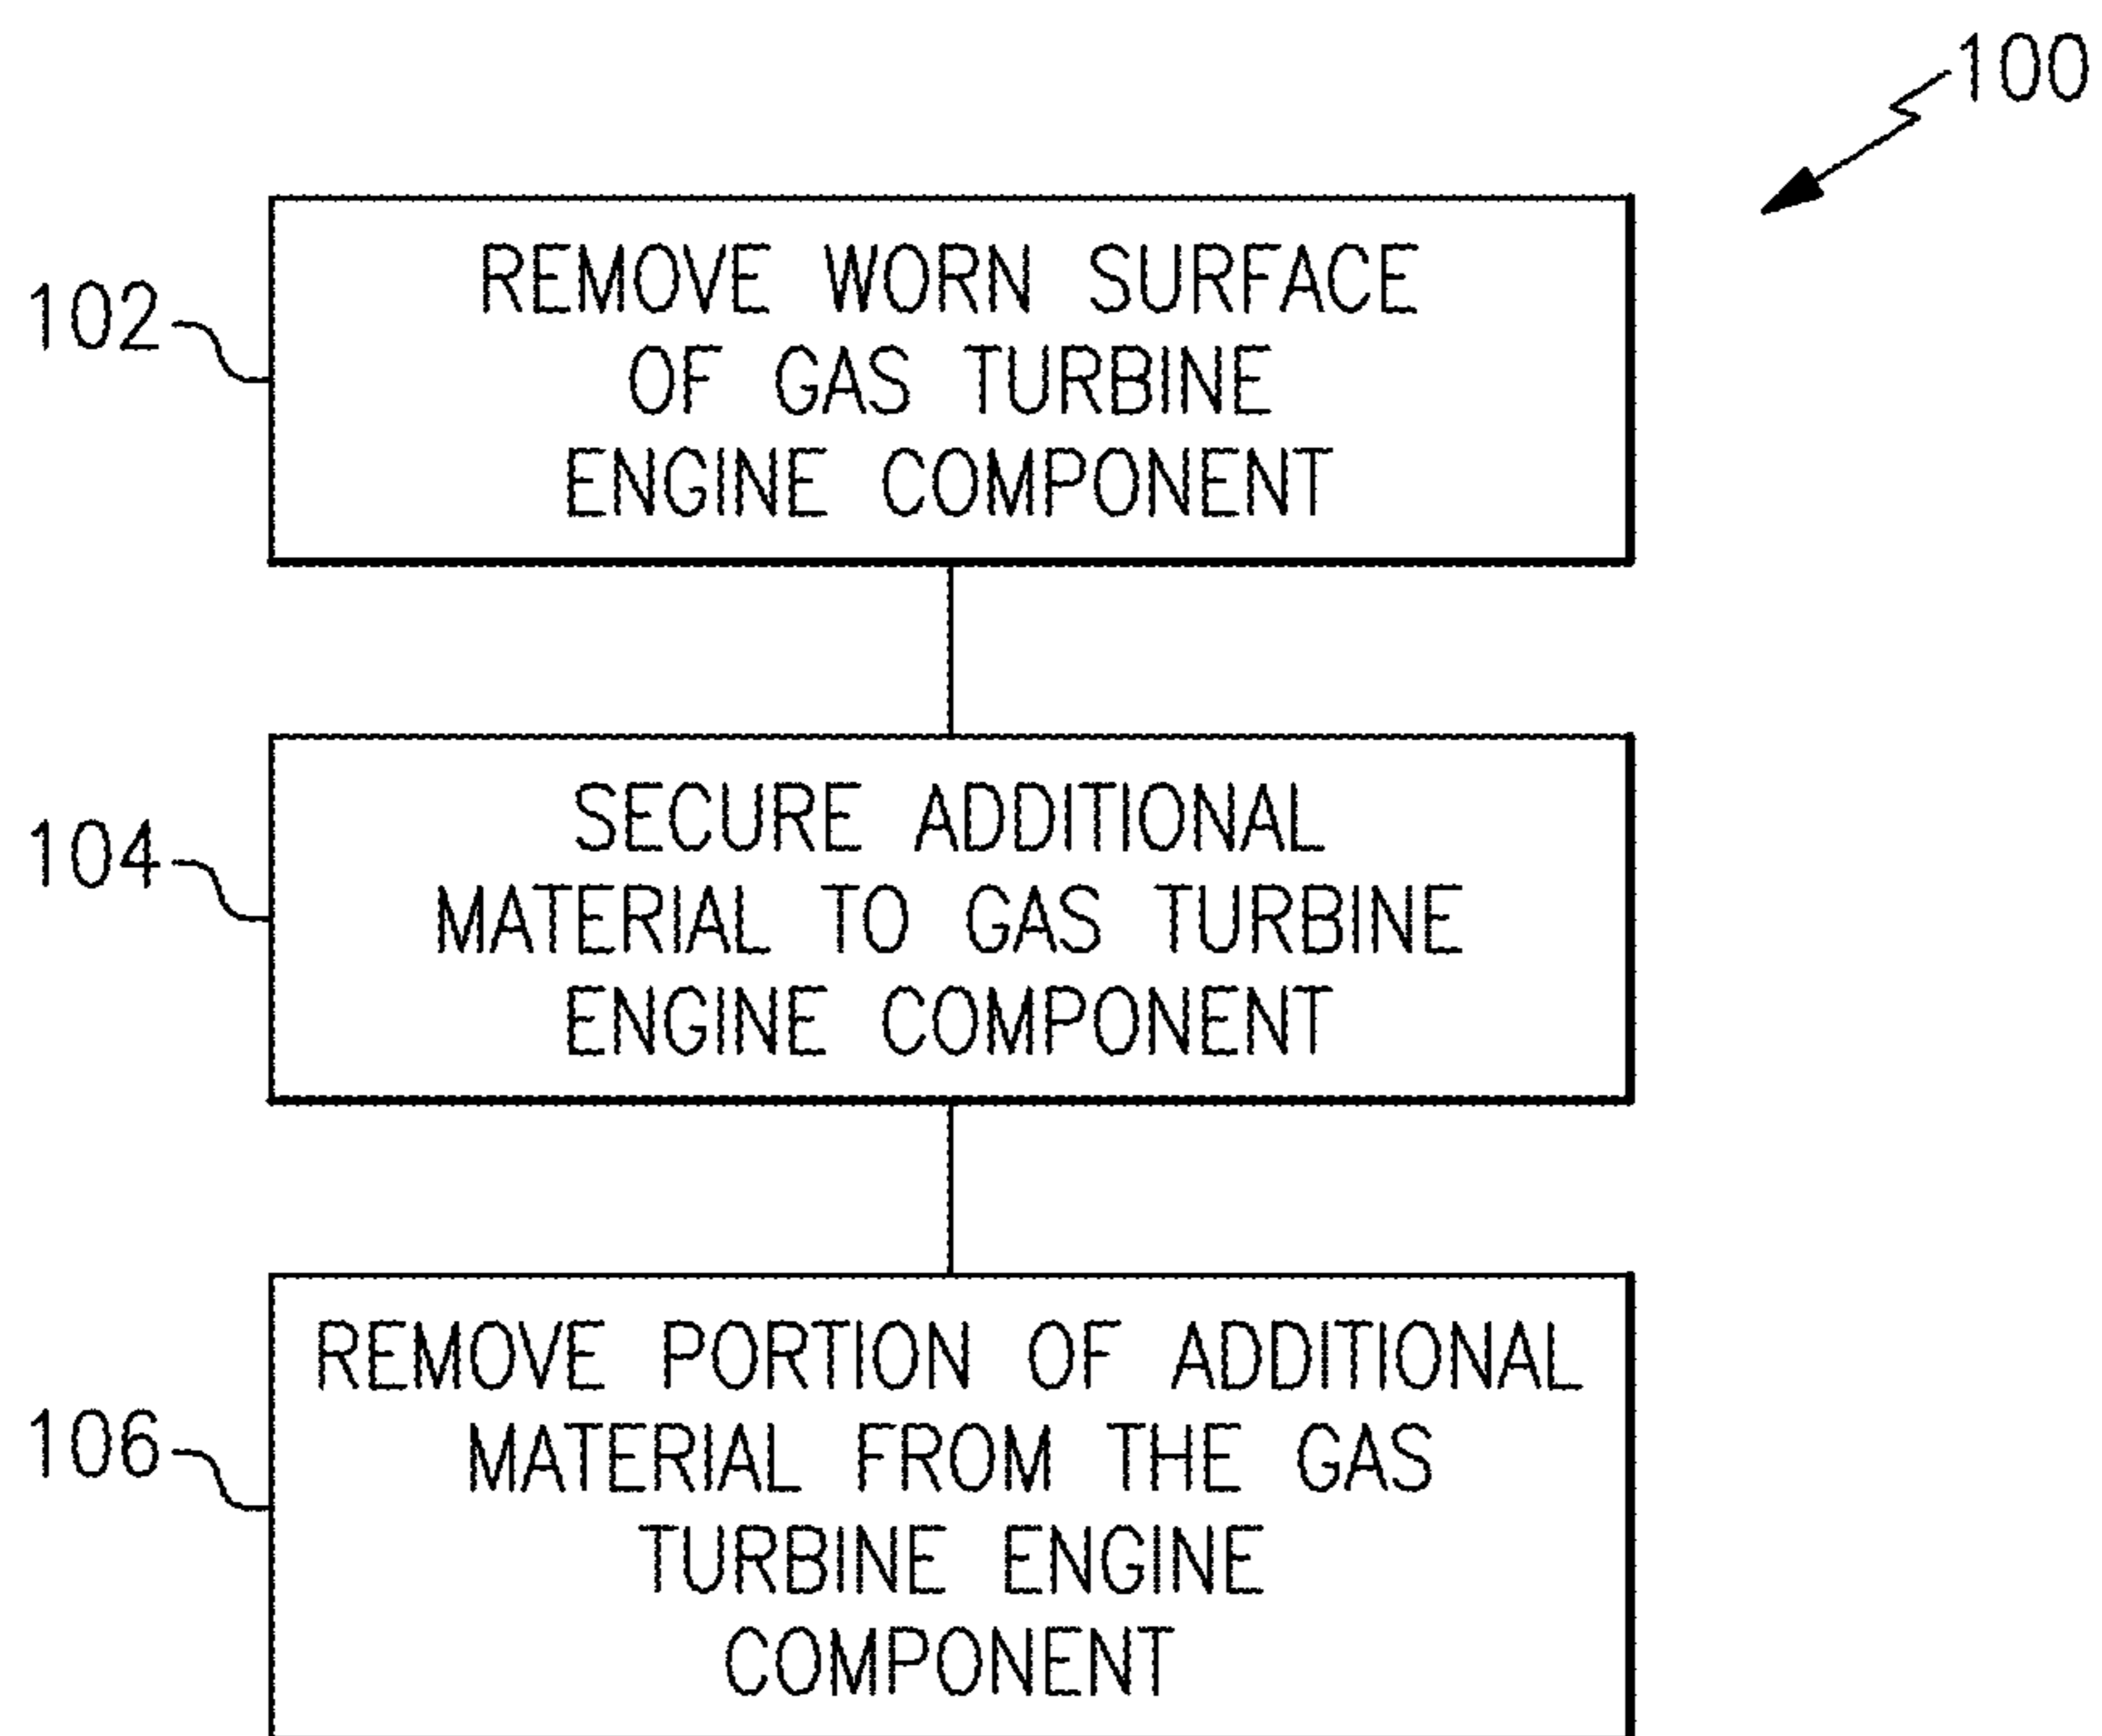 100
102
REMOVE WORN SURFACE
OF GAS TURBINE
ENGINE COMPONENT
104
SECURE ADDITIONAL
MATERIAL TO GAS TURBINE
ENGINE COMPONENT
106
REMOVE PORTION OF ADDITIONAL
MATERIAL FROM THE GAS
TURBINE ENGINE
COMPONENT